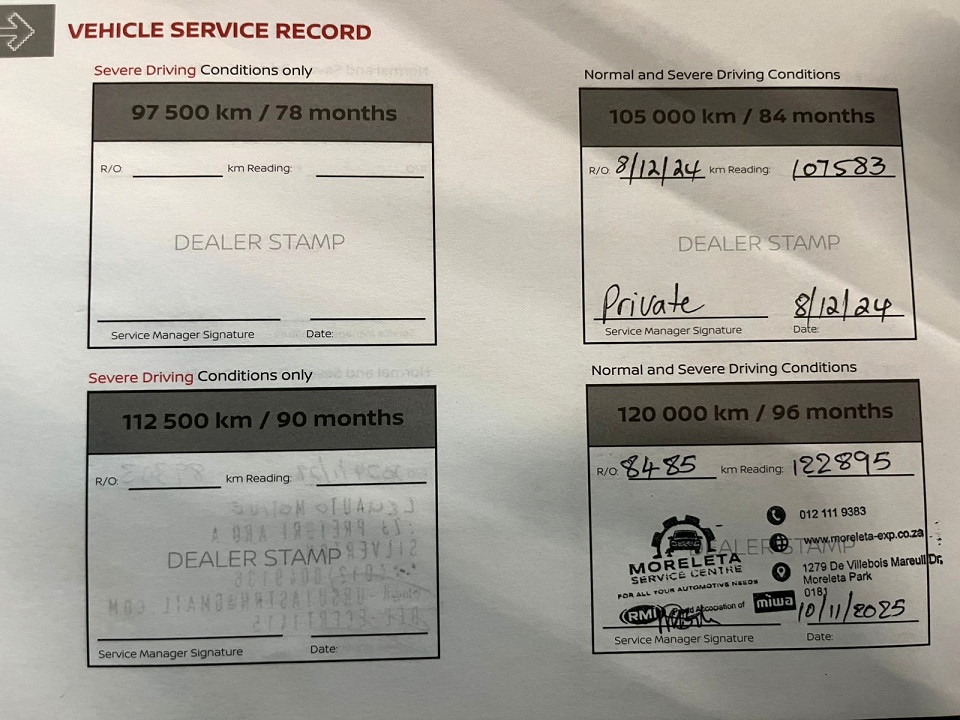 VEHICLE SERVICE RECORD
Severe Driving Conditions only
97 500 km / 78 months
R/O: km Reading:
DEALER STAMP
Service Manager Signature Date:
Normal and Severe Driving Conditions
105 000 km / 84 months
R/O: 8/12/24 km Reading: 107583
DEALER STAMP
Private 8/12/24
Service Manager Signature Date:
Severe Driving Conditions only
112 500 km / 90 months
R/O: km Reading:
DEALER STAMP
Service Manager Signature Date:
Normal and Severe Driving Conditions
120 000 km / 96 months
R/O: 8485 km Reading: 122895
DEALER STAMP
MORELETA
SERVICE CENTRE
FOR ALL YOUR AUTOMOTIVE NEEDS
012 111 9383
www.moreleta-exp.co.za
1279 De Villebois Mareuil Dr,
Moreleta Park
0181
RMI Association of miwa
10/11/2025
Service Manager Signature Date: